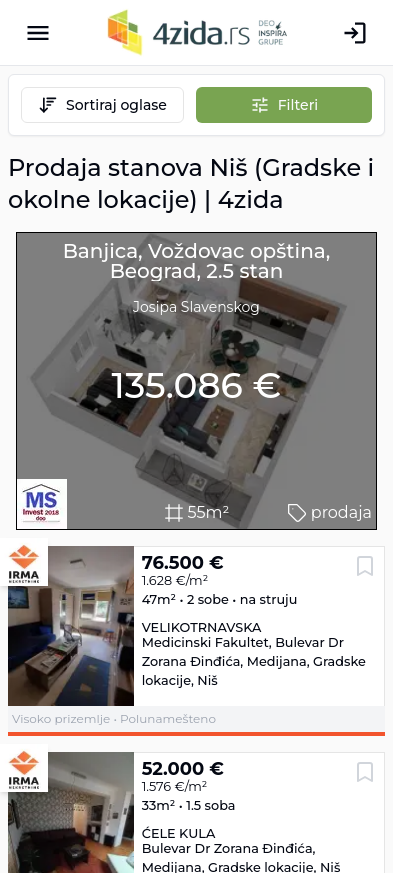 4zida.rs DEO INSPIRA GRUPE
Sortiraj oglase
Filteri
Prodaja stanova Niš (Gradske i
okolne lokacije) | 4zida
Banjica, Voždovac opština,
Beograd, 2.5 stan
Josipa Slavenskog
135.086 €
MS
Invest 2018
doo
55m²
prodaja
IRMA
NEKRETNINE
76.500 €
1.628 €/m²
47m² • 2 sobe • na struju
VELIKOTRNAVSKA
Medicinski Fakultet, Bulevar Dr
Zorana Đinđića, Medijana, Gradske
lokacije, Niš
Visoko prizemlje • Polunamešteno
IRMA
NEKRETNINE
52.000 €
1.576 €/m²
33m² • 1.5 soba
ĆELE KULA
Bulevar Dr Zorana Đinđića,
Medijana, Gradske lokacije, Niš